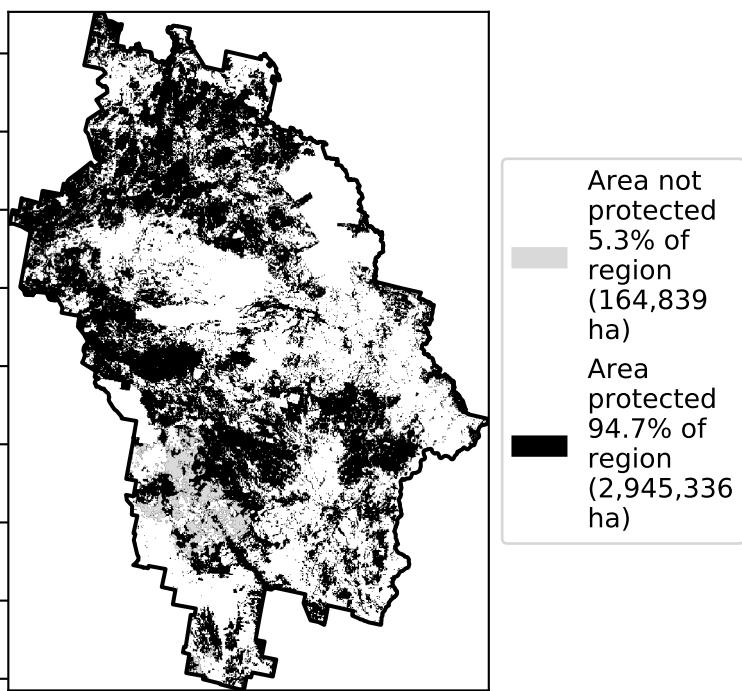 Area not
protected
5.3% of
region
(164,839
ha)
Area
protected
94.7% of
region
(2,945,336
ha)